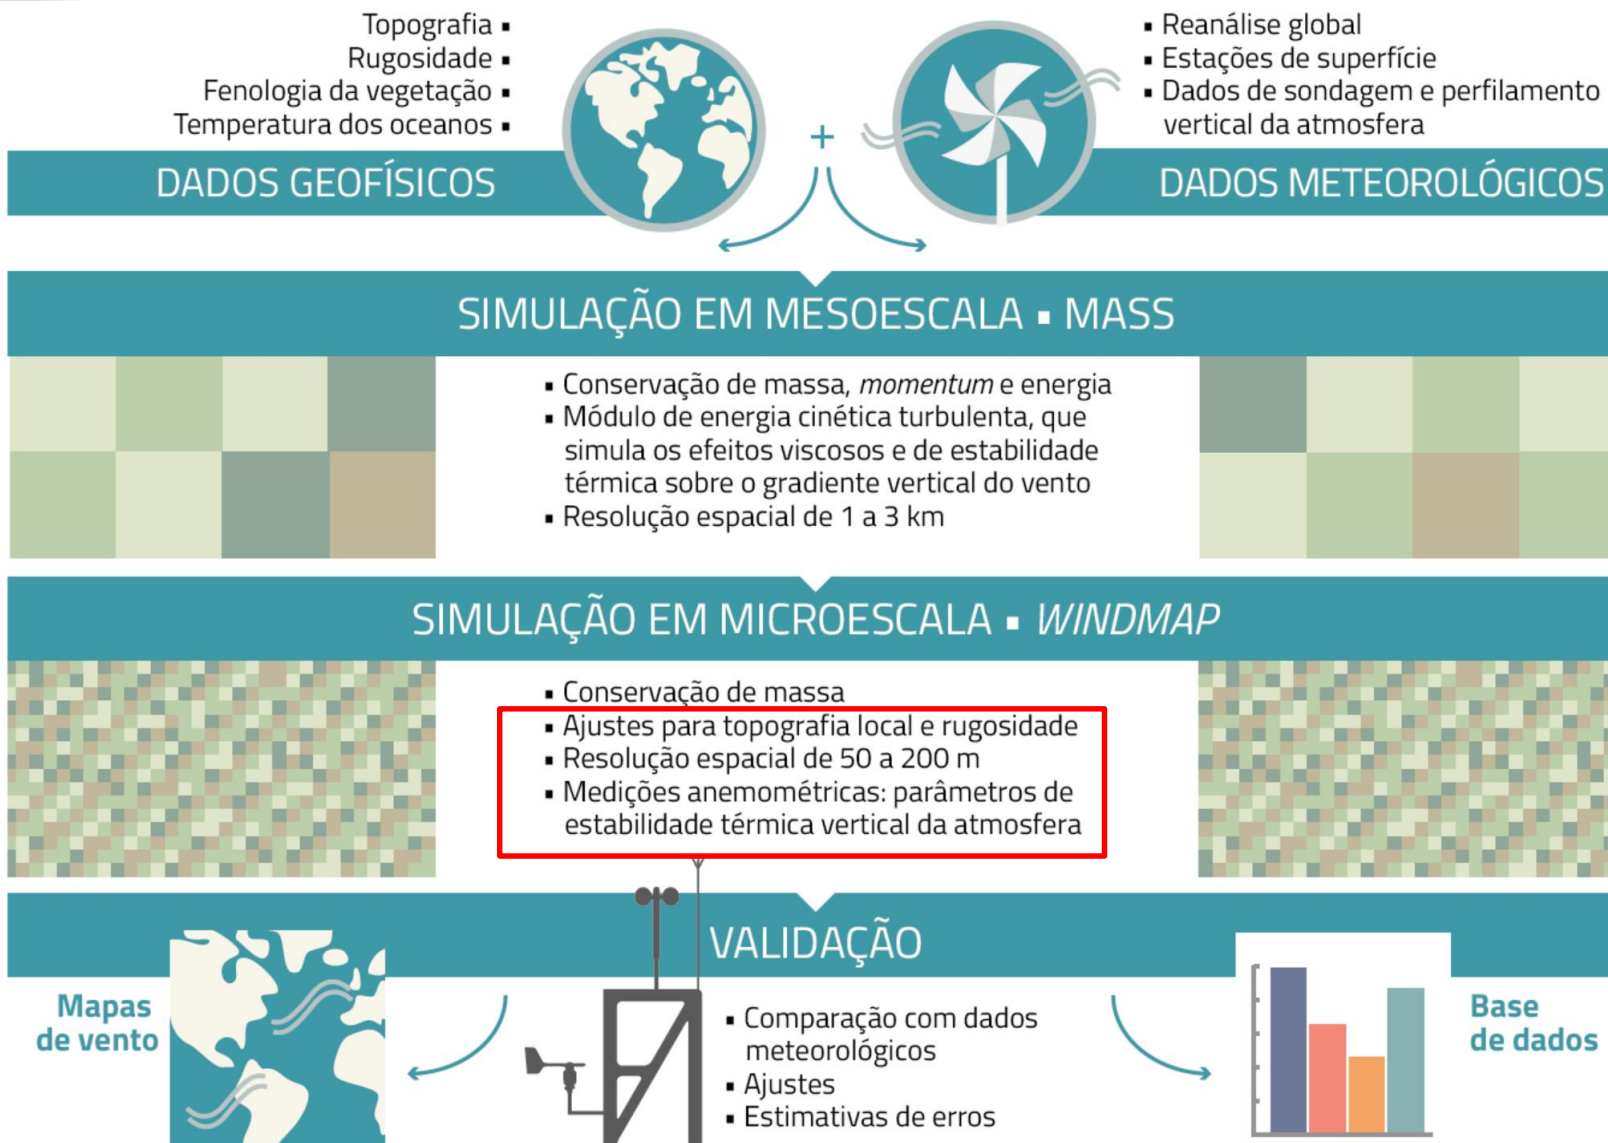 Topografia ▪
Rugosidade ▪
Fenologia da vegetação ▪
Temperatura dos oceanos ▪
DADOS GEOFÍSICOS
+
▪ Reanálise global
▪ Estações de superfície
▪ Dados de sondagem e perfilamento
vertical da atmosfera
DADOS METEOROLÓGICOS
SIMULAÇÃO EM MESOESCALA ▪ MASS
▪ Conservação de massa, momentum e energia
▪ Módulo de energia cinética turbulenta, que
simula os efeitos viscosos e de estabilidade
térmica sobre o gradiente vertical do vento
▪ Resolução espacial de 1 a 3 km
SIMULAÇÃO EM MICROESCALA ▪ WINDMAP
▪ Conservação de massa
▪ Ajustes para topografia local e rugosidade
▪ Resolução espacial de 50 a 200 m
▪ Medições anemométricas: parâmetros de
estabilidade térmica vertical da atmosfera
VALIDAÇÃO
Mapas
de vento
▪ Comparação com dados
meteorológicos
▪ Ajustes
▪ Estimativas de erros
Base
de dados